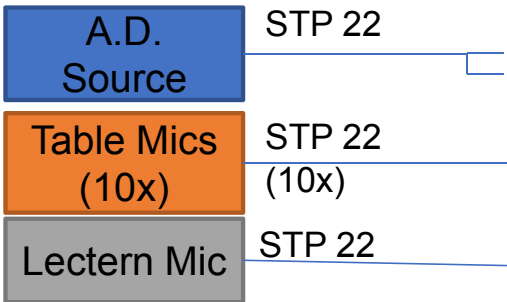 A.D.
Source
STP 22
Table Mics
(10x)
STP 22
(10x)
Lectern Mic
STP 22